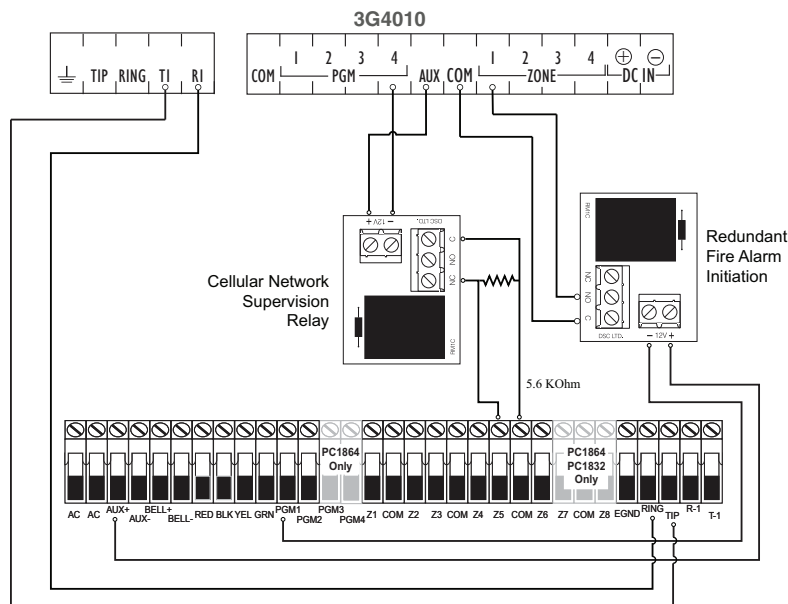 3G4010
TIP RING T1 R1
COM 1 2 3 4 PGM AUX COM 1 2 3 4 ZONE + − DC IN
+ 12V −
DSC LTD.
C
NO
NC
RM1C
Cellular Network
Supervision
Relay
RM1C
NC
NO
C
DSC LTD.
− 12V +
Redundant
Fire Alarm
Initiation
5.6 KOhm
PC1864
Only
PC1864
PC1832
Only
AC AC AUX+ AUX- BELL+ BELL- RED BLK YEL GRN PGM1 PGM2 PGM3 PGM4 Z1 COM Z2 Z3 COM Z4 Z5 COM Z6 Z7 COM Z8 EGND RING TIP R-1 T-1